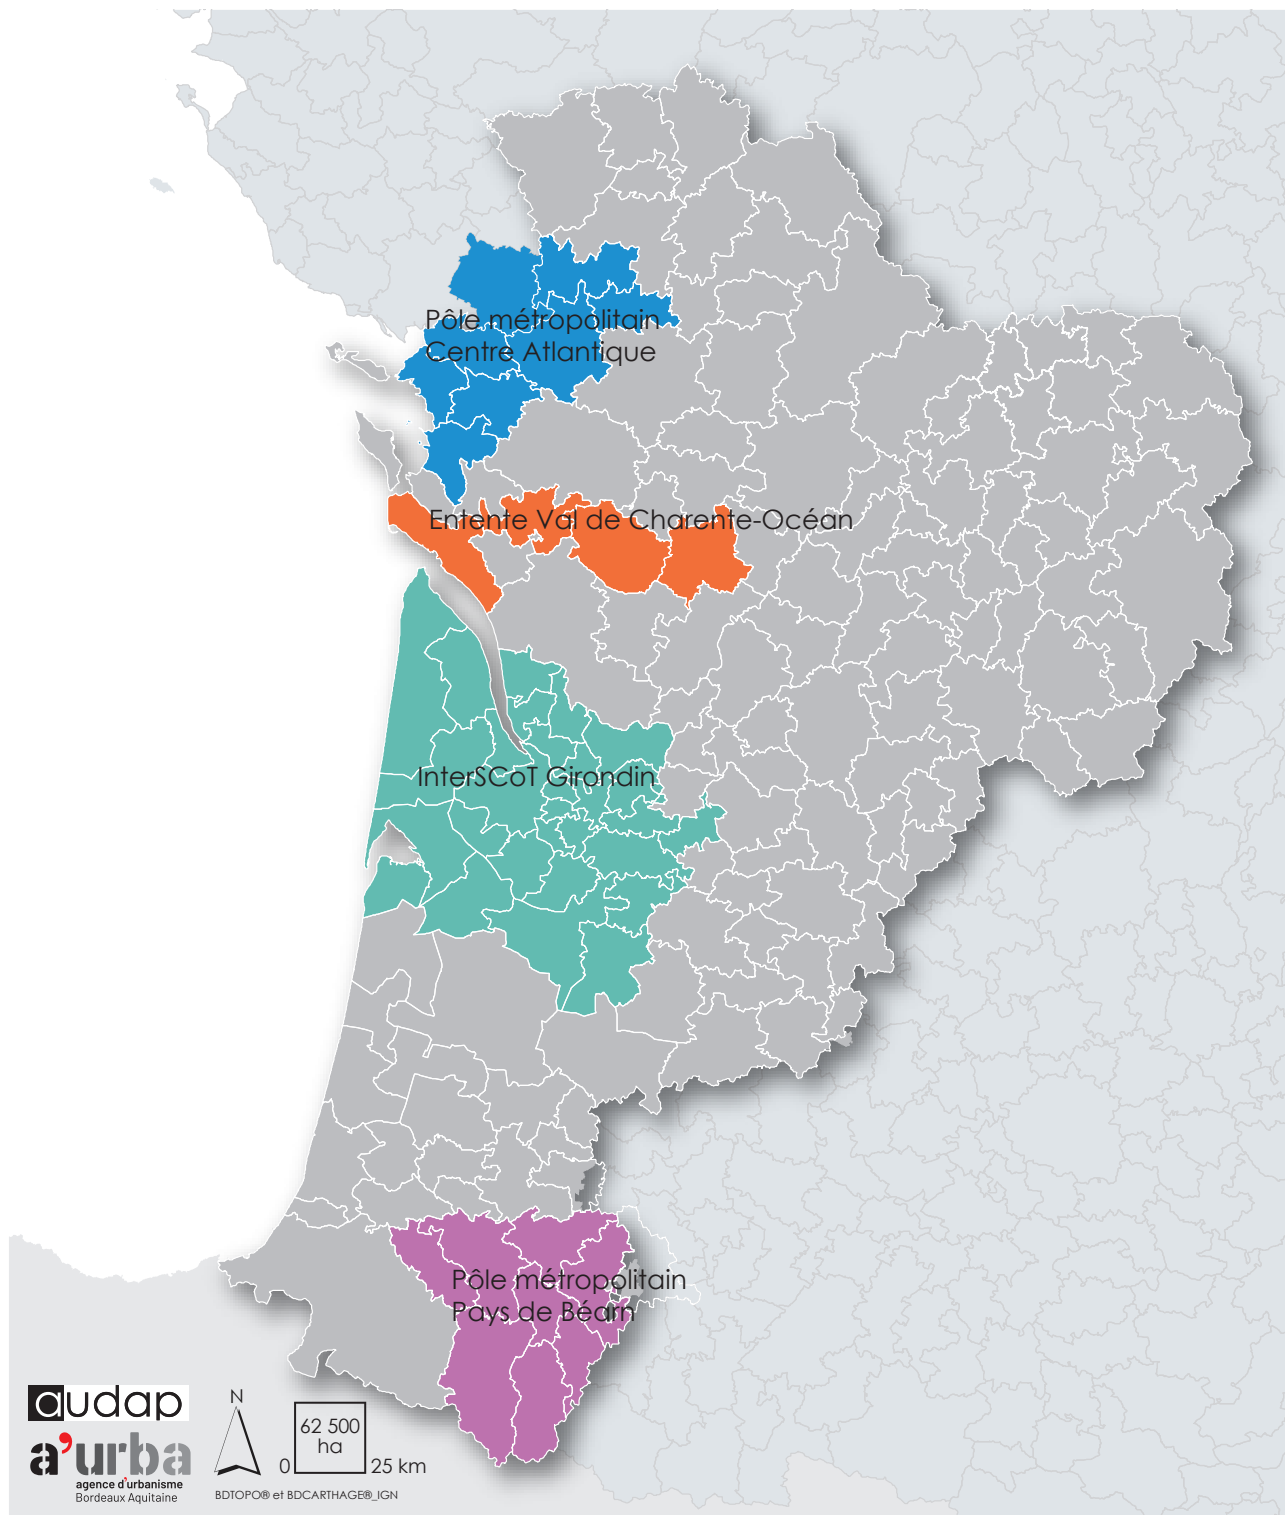 Pôle métropolitain
Centre Atlantique
Entente Val de Charente-Océan
InterSCoT Girondin
Pôle métropolitain
Pays de Béarn
audap
a'urba
agence d'urbanisme
Bordeaux Aquitaine
N
62 500
ha
0
25 km
BDTOPO® et BDCARTHAGE®_IGN